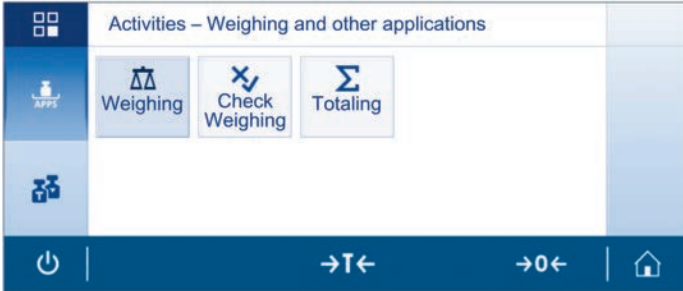 Activities – Weighing and other applications
Weighing
Check
Weighing
Totaling
APPS
T
→T← →0←